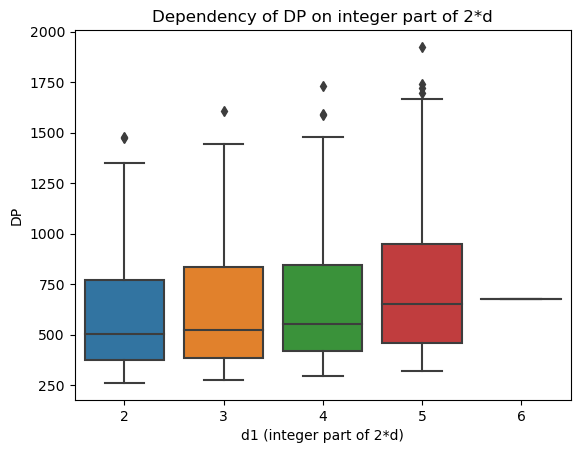 Dependency of DP on integer part of 2*d
2000
1750
1500
1250
1000
750
500
250
DP
2 3 4 5 6
d1 (integer part of 2*d)